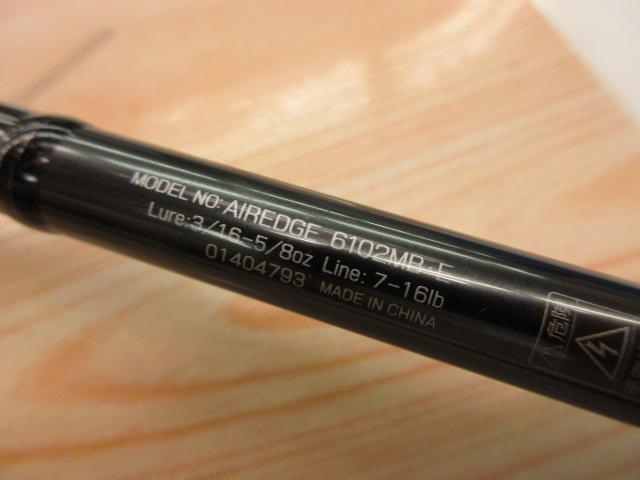 MODEL NO: AIREDGE 6102MB·E
Lure:3/16-5/8oz Line: 7-16lb
01404793 MADE IN CHINA
危険